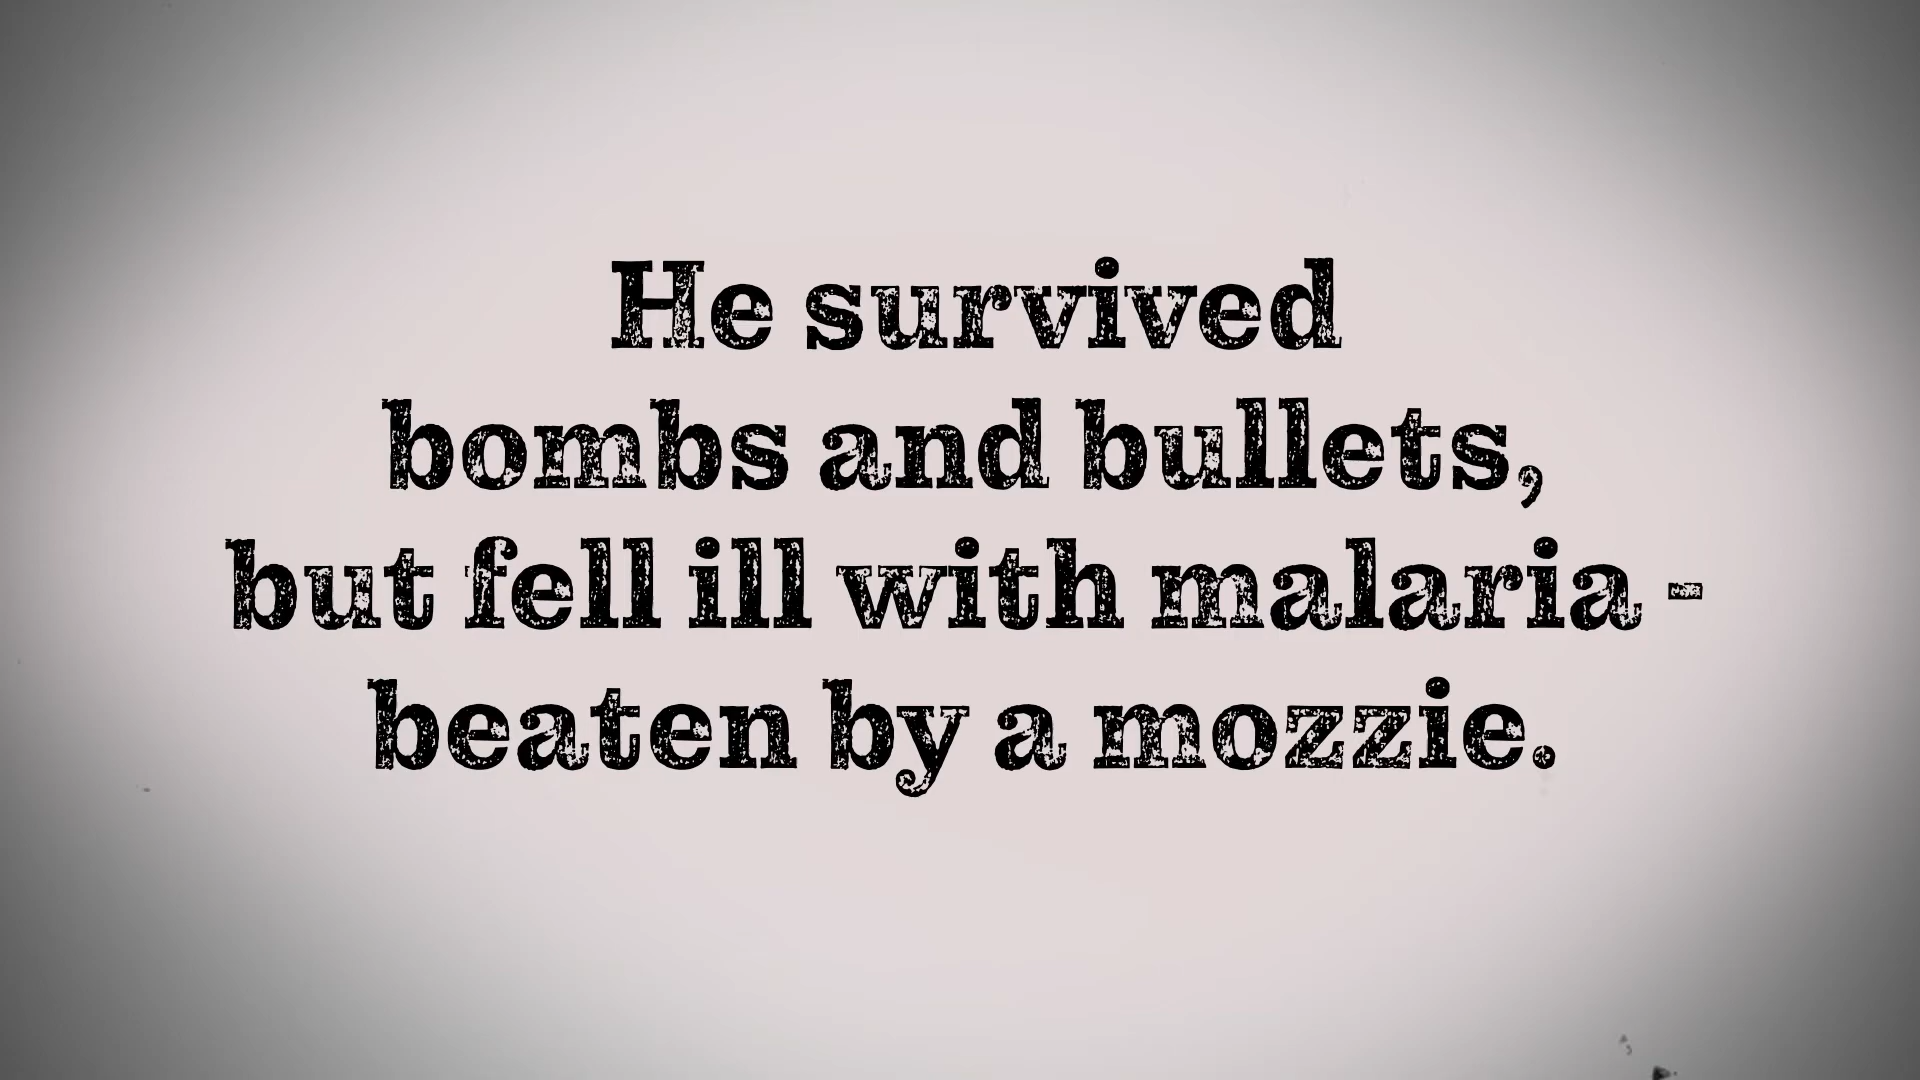 He survived
bombs and bullets,
but fell ill with malaria -
beaten by a mozzie.